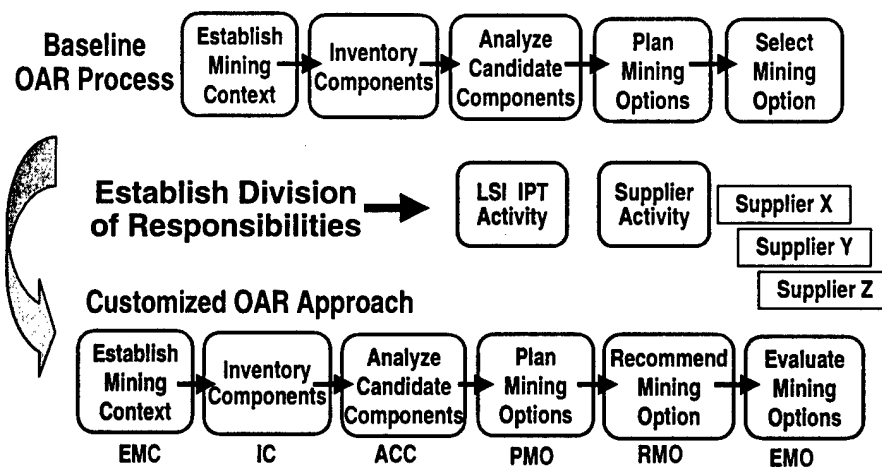 Baseline
OAR Process
Establish
Mining
Context
Inventory
Components
Analyze
Candidate
Components
Plan
Mining
Options
Select
Mining
Option
Establish Division
of Responsibilities
LSI IPT
Activity
Supplier
Activity
Supplier X
Supplier Y
Supplier Z
Customized OAR Approach
Establish
Mining
Context
Inventory
Components
Analyze
Candidate
Components
Plan
Mining
Options
Recommend
Mining
Option
Evaluate
Mining
Options
EMC
IC
ACC
PMO
RMO
EMO